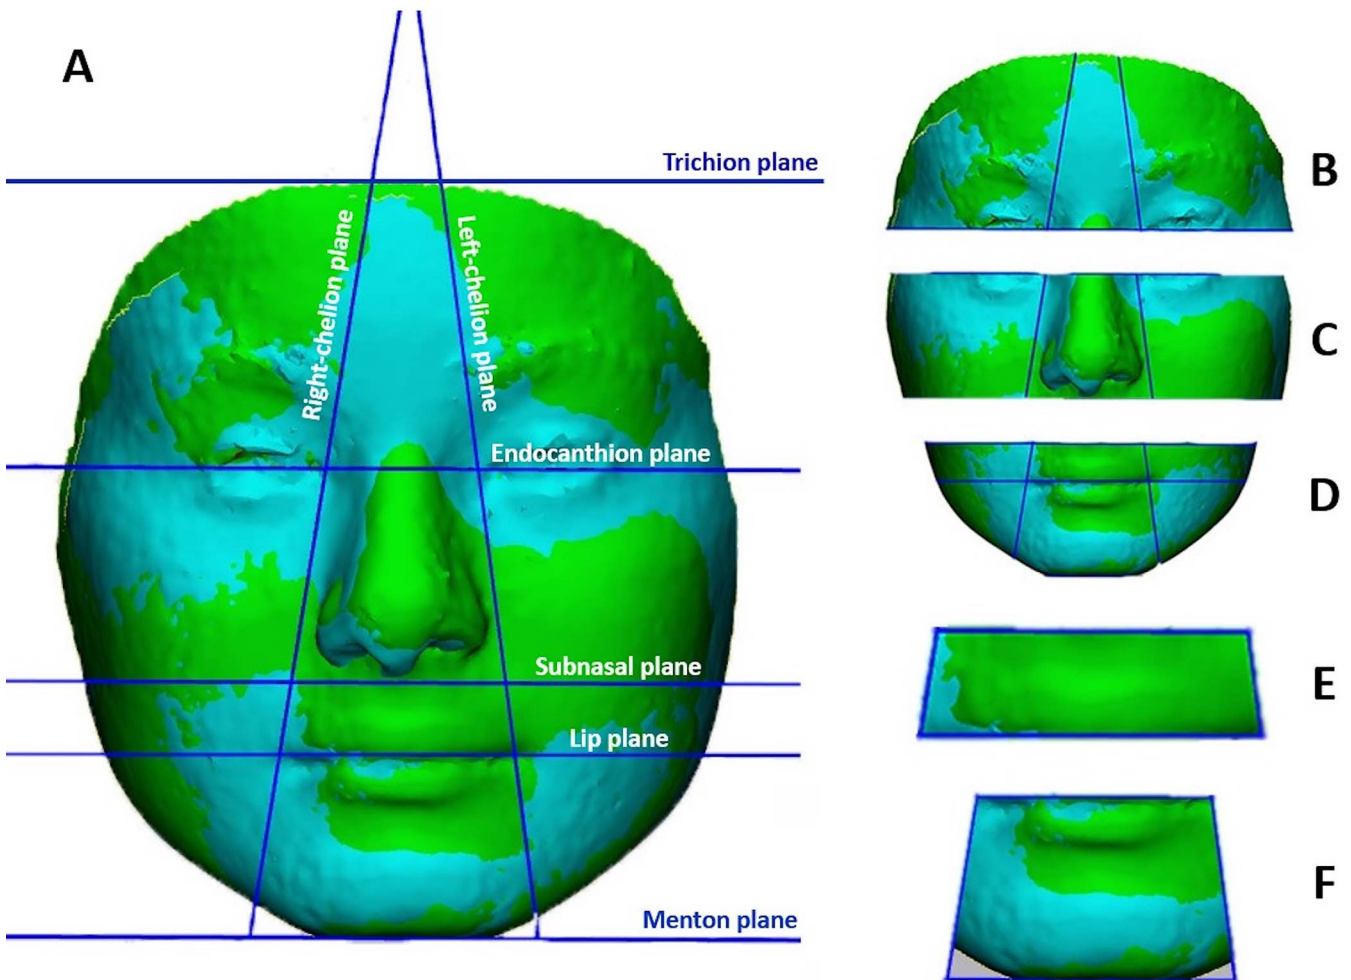 A
Trichion plane
Right-chelion plane
Left-chelion plane
Endocanthion plane
Subnasal plane
Lip plane
Menton plane
B
C
D
E
F